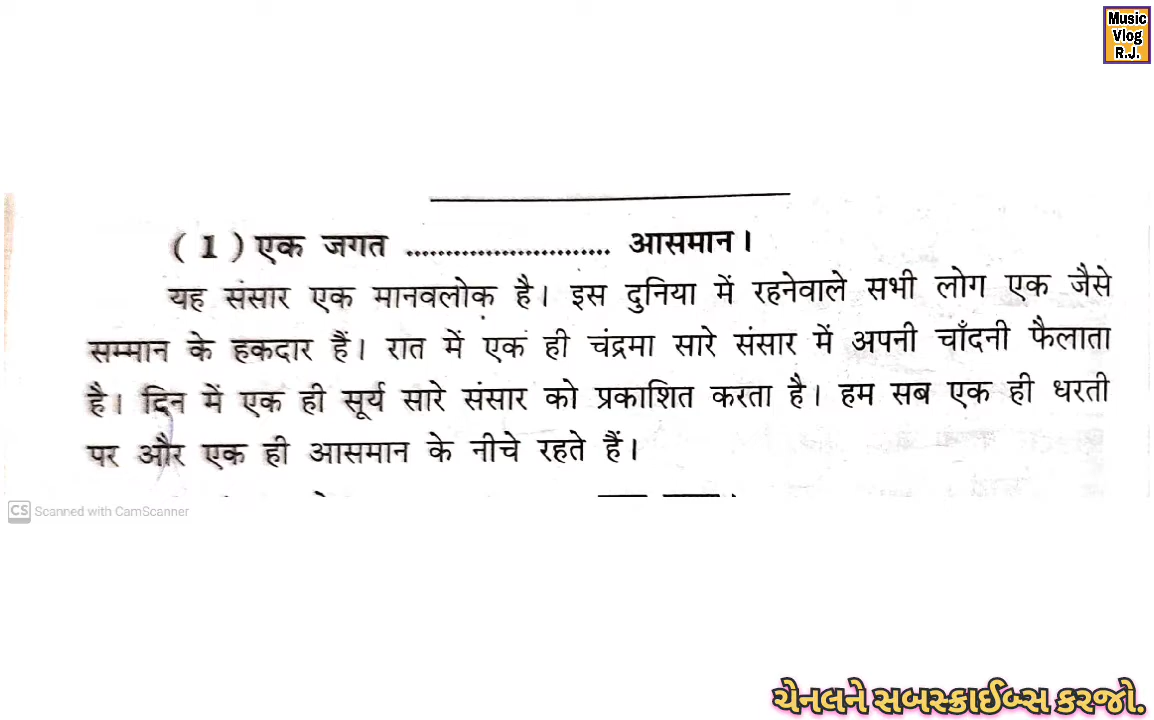 Music
Vlog
R.J.
( 1 ) एक जगत ............................ आसमान।
यह संसार एक मानवलोक है। इस दुनिया में रहनेवाले सभी लोग एक जैसे
सम्मान के हकदार हैं। रात में एक ही चंद्रमा सारे संसार में अपनी चाँदनी फैलाता
है। दिन में एक ही सूर्य सारे संसार को प्रकाशित करता है। हम सब एक ही धरती
पर और एक ही आसमान के नीचे रहते हैं।
CS Scanned with CamScanner
ચેનલને સબસ્ક્રાઈબ્સ કરજો.